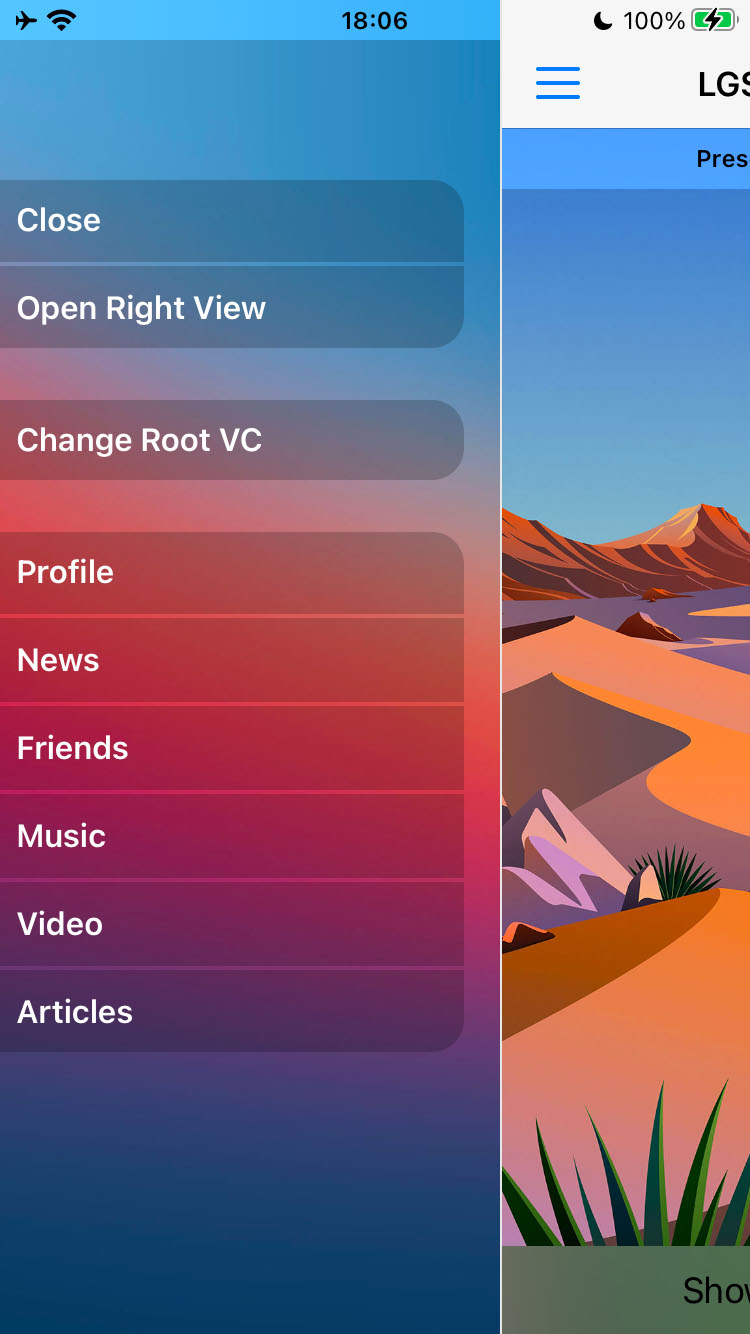 18:06
100%
LGS
Pres
Close
Open Right View
Change Root VC
Profile
News
Friends
Music
Video
Articles
Show